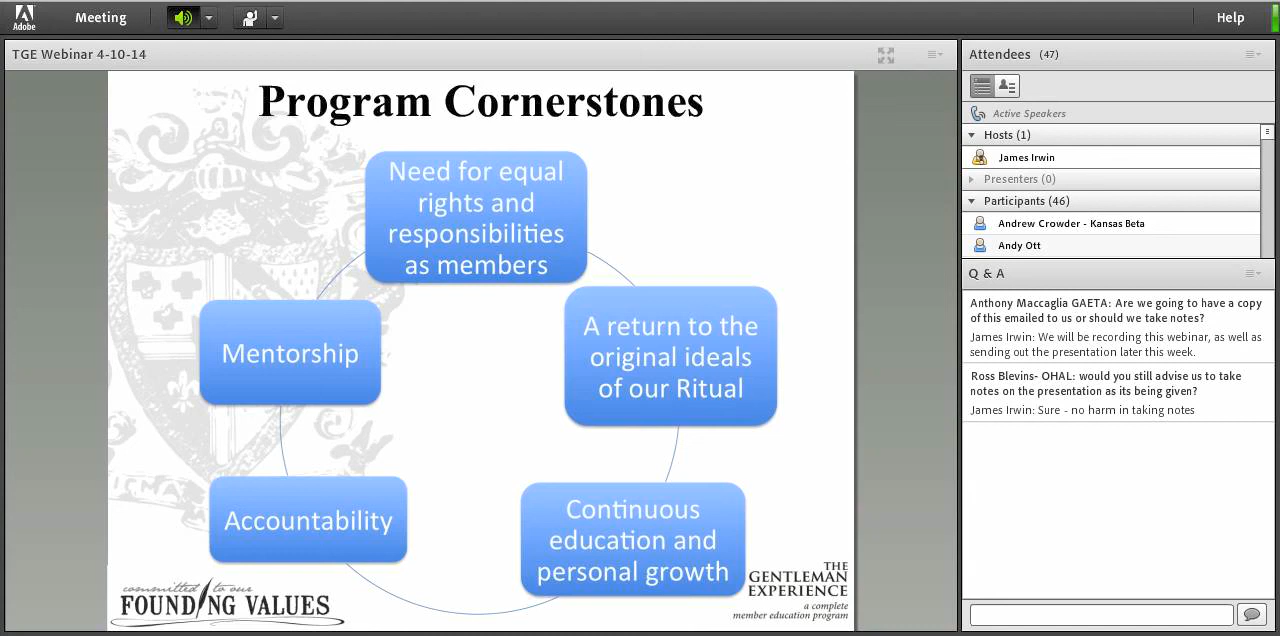 Adobe
Meeting
Help
TGE Webinar 4-10-14
Program Cornerstones
Need for equal
rights and
responsibilities
as members
A return to the
original ideals
of our Ritual
Continuous
education and
personal growth
Accountability
Mentorship
committed to our
FOUNDING VALUES
THE
GENTLEMAN
EXPERIENCE
a complete
member education program
Attendees (47)
Active Speakers
Hosts (1)
James Irwin
Presenters (0)
Participants (46)
Andrew Crowder - Kansas Beta
Andy Ott
Q & A
Anthony Maccaglia GAETA: Are we going to have a copy
of this emailed to us or should we take notes?
James Irwin: We will be recording this webinar, as well as
sending out the presentation later this week.
Ross Blevins- OHAL: would you still advise us to take
notes on the presentation as its being given?
James Irwin: Sure - no harm in taking notes